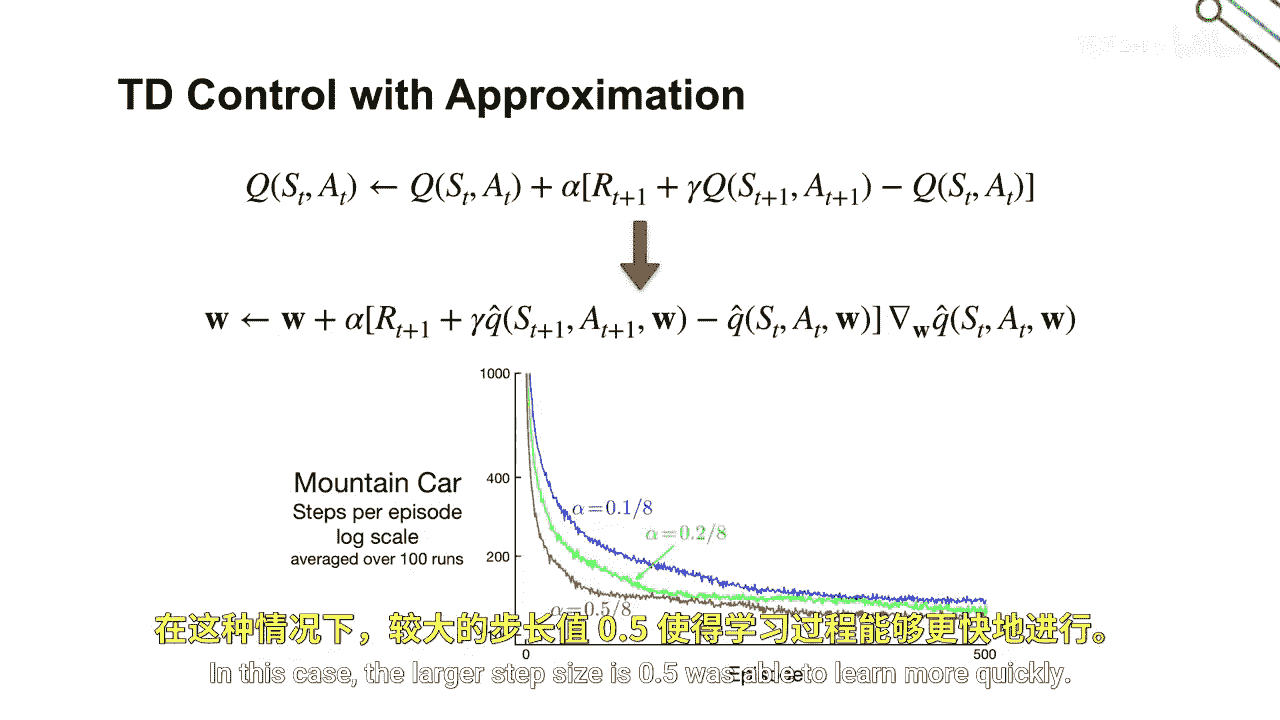 TD Control with Approximation
Q(S_t, A_t) ← Q(S_t, A_t) + α[R_{t+1} + γQ(S_{t+1}, A_{t+1}) − Q(S_t, A_t)]
w ← w + α[R_{t+1} + γq̂(S_{t+1}, A_{t+1}, w) − q̂(S_t, A_t, w)] ∇_w q̂(S_t, A_t, w)
1000
400
200
Mountain Car
Steps per episode
log scale
averaged over 100 runs
α=0.1/8
α=0.2/8
α=0.5/8
0
500
在这种情况下，较大的步长值 0.5 使得学习过程能够更快地进行。
In this case, the larger step size is 0.5 was able to learn more quickly.